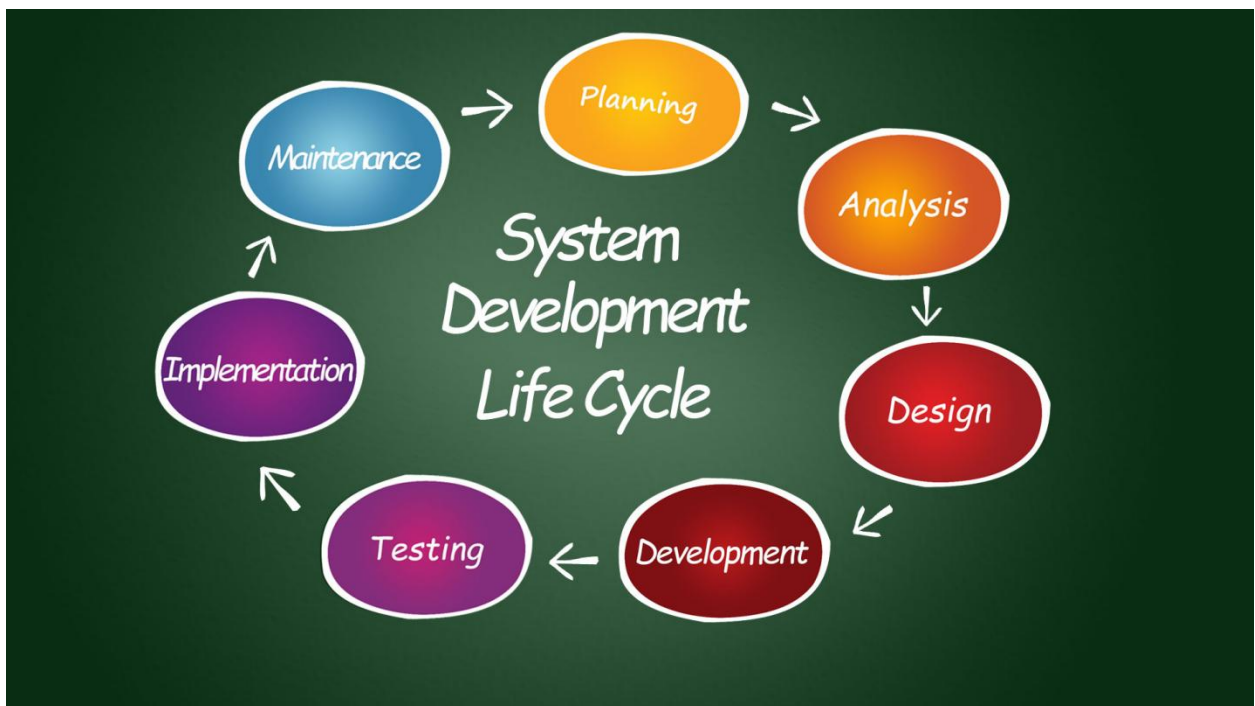 System
Development
Life Cycle
Planning
Analysis
Design
Development
Testing
Implementation
Maintenance